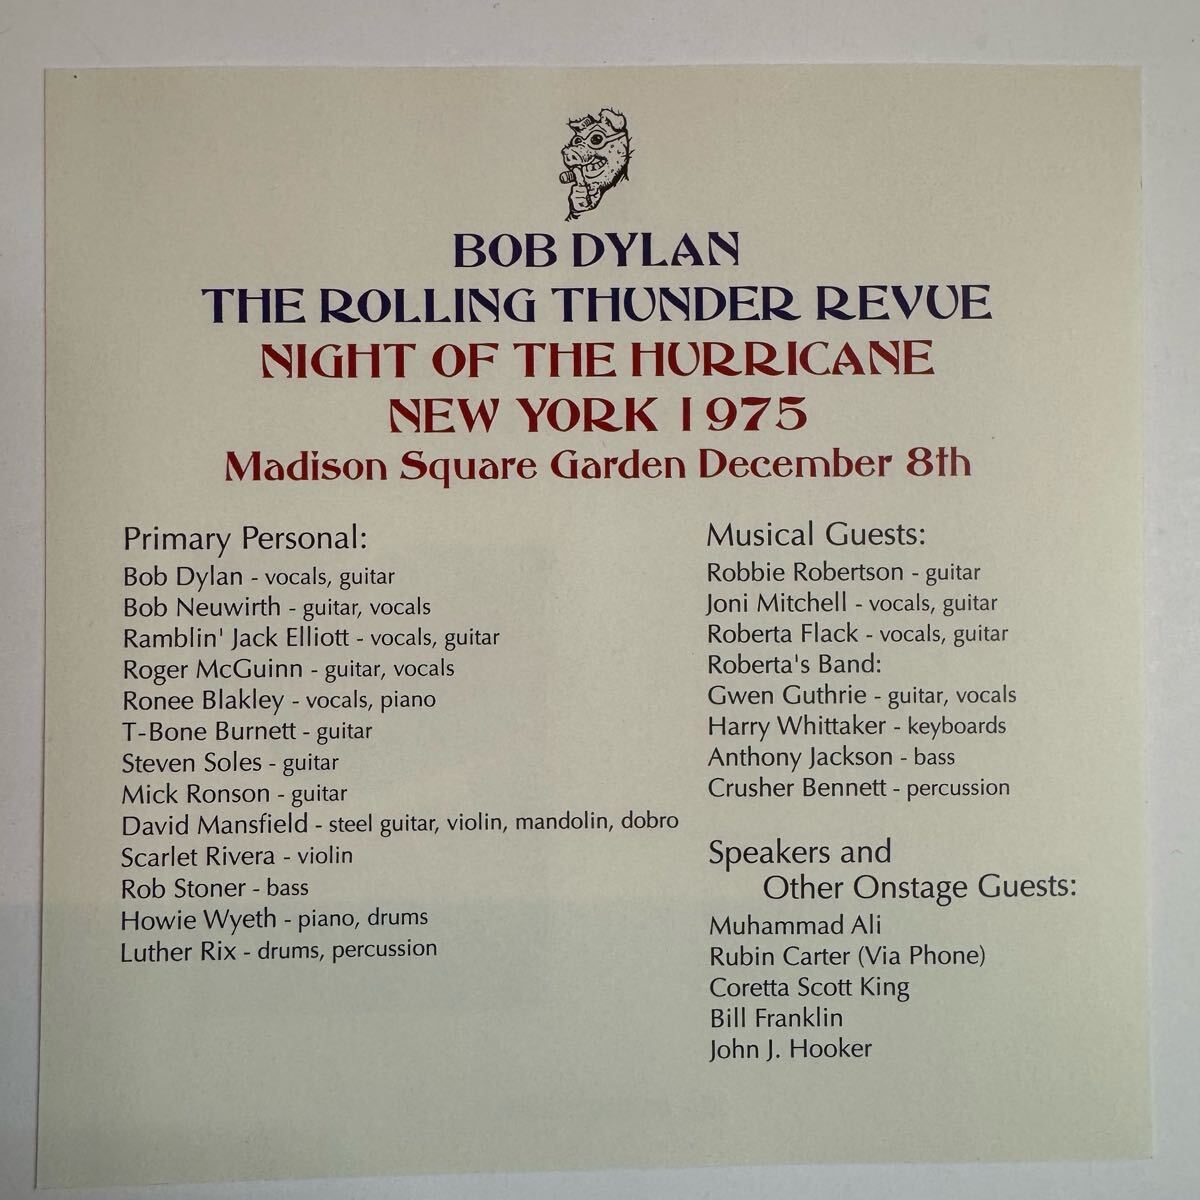 BOB DYLAN
THE ROLLING THUNDER REVUE
NIGHT OF THE HURRICANE
NEW YORK 1975
Madison Square Garden December 8th
Primary Personal:
Bob Dylan - vocals, guitar
Bob Neuwirth - guitar, vocals
Ramblin' Jack Elliott - vocals, guitar
Roger McGuinn - guitar, vocals
Ronee Blakley - vocals, piano
T-Bone Burnett - guitar
Steven Soles - guitar
Mick Ronson - guitar
David Mansfield - steel guitar, violin, mandolin, dobro
Scarlet Rivera - violin
Rob Stoner - bass
Howie Wyeth - piano, drums
Luther Rix - drums, percussion
Musical Guests:
Robbie Robertson - guitar
Joni Mitchell - vocals, guitar
Roberta Flack - vocals, guitar
Roberta's Band:
Gwen Guthrie - guitar, vocals
Harry Whittaker - keyboards
Anthony Jackson - bass
Crusher Bennett - percussion
Speakers and
Other Onstage Guests:
Muhammad Ali
Rubin Carter (Via Phone)
Coretta Scott King
Bill Franklin
John J. Hooker